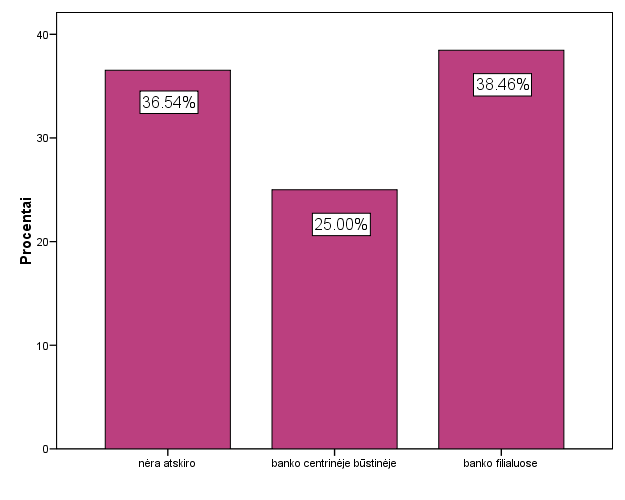 40
30
20
10
0
Procentai
36.54%
25.00%
38.46%
nėra atskiro
banko centrinėje būstinėje
banko filialuose